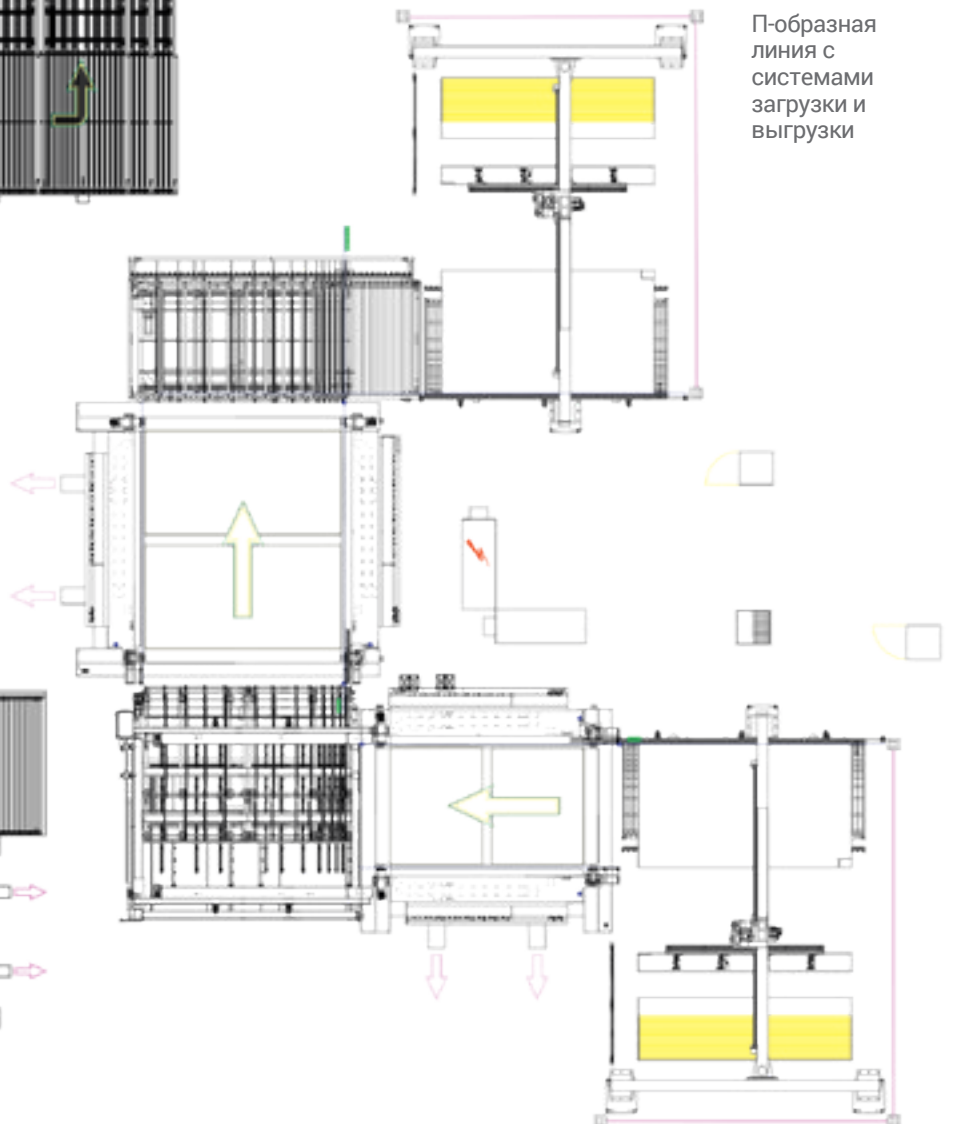 П-образная
линия с
системами
загрузки и
выгрузки